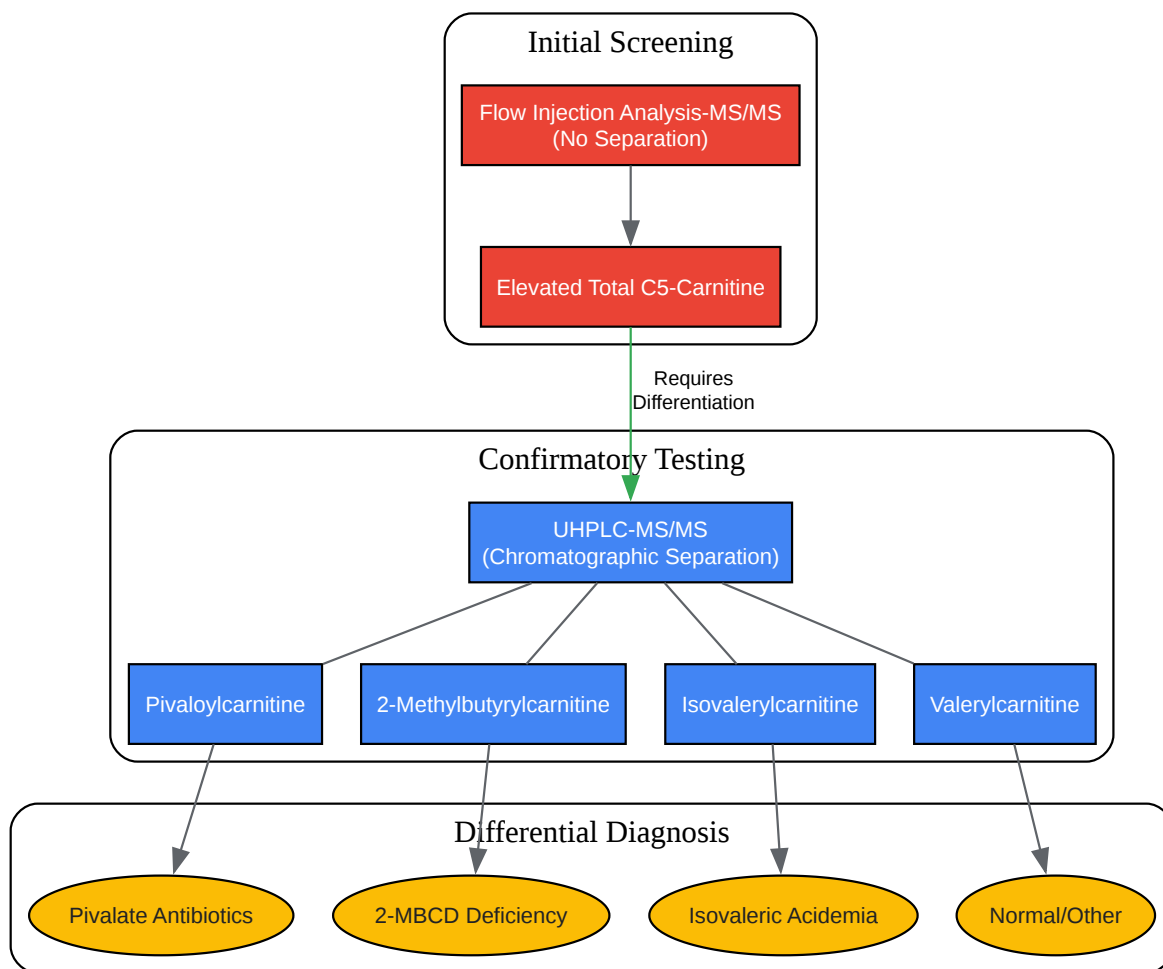 Initial Screening
Flow Injection Analysis-MS/MS
(No Separation)
Elevated Total C5-Carnitine
Requires
Differentiation
Confirmatory Testing
UHPLC-MS/MS
(Chromatographic Separation)
Pivaloylcarnitine
2-Methylbutyrylcarnitine
Isovalerylcarnitine
Valerylcarnitine
Differential Diagnosis
Pivalate Antibiotics
2-MBCD Deficiency
Isovaleric Acidemia
Normal/Other